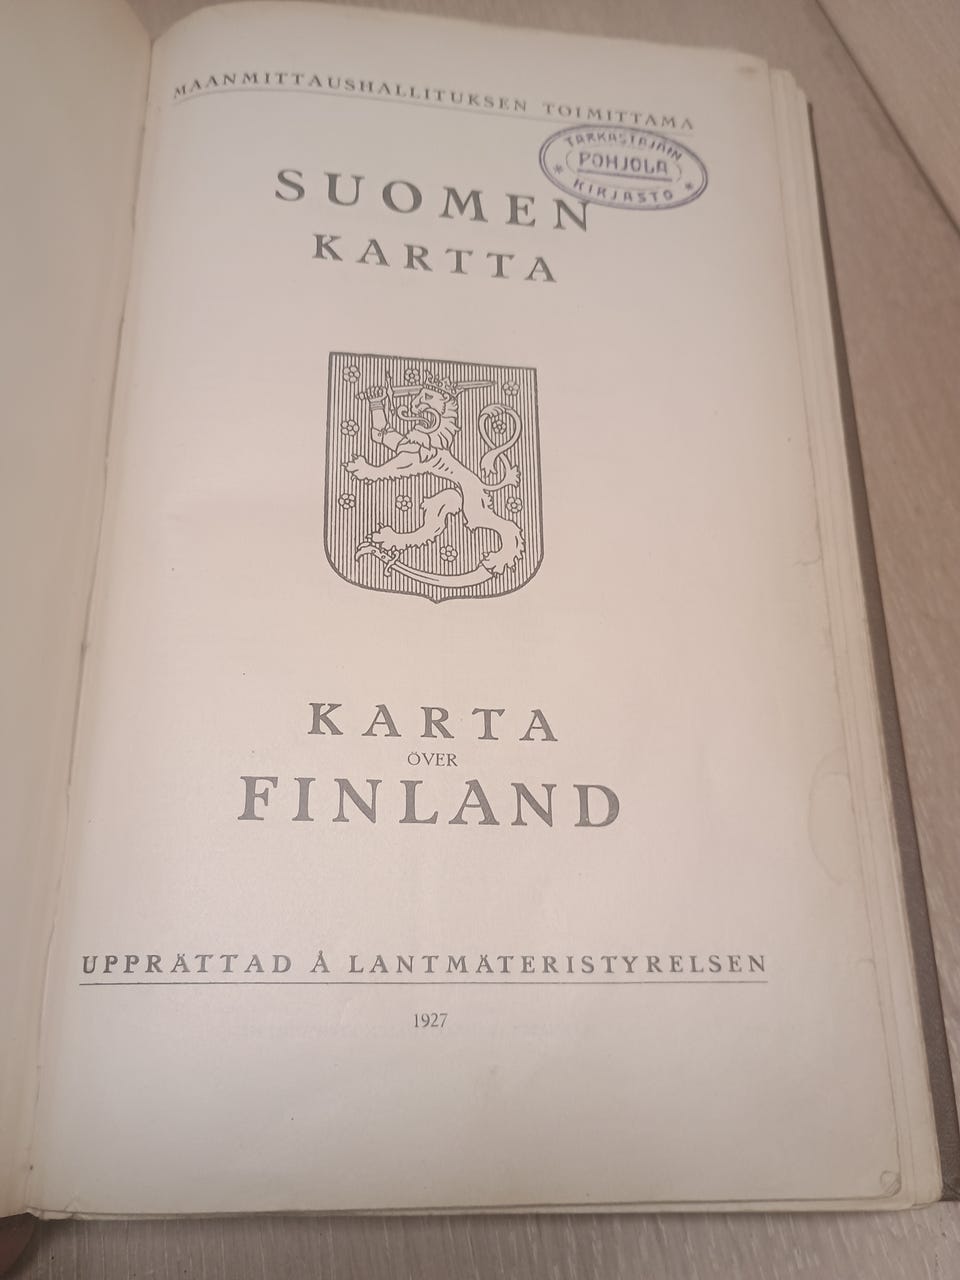 MAANMITTAUSHALLITUKSEN TOIMITTAMA
TARKASTAJAIN
POHJOLA
* KIRJASTO *
SUOMEN
KARTTA
KARTA
ÖVER
FINLAND
UPPRÄTTAD Å LANTMÄTERISTYRELSEN
1927